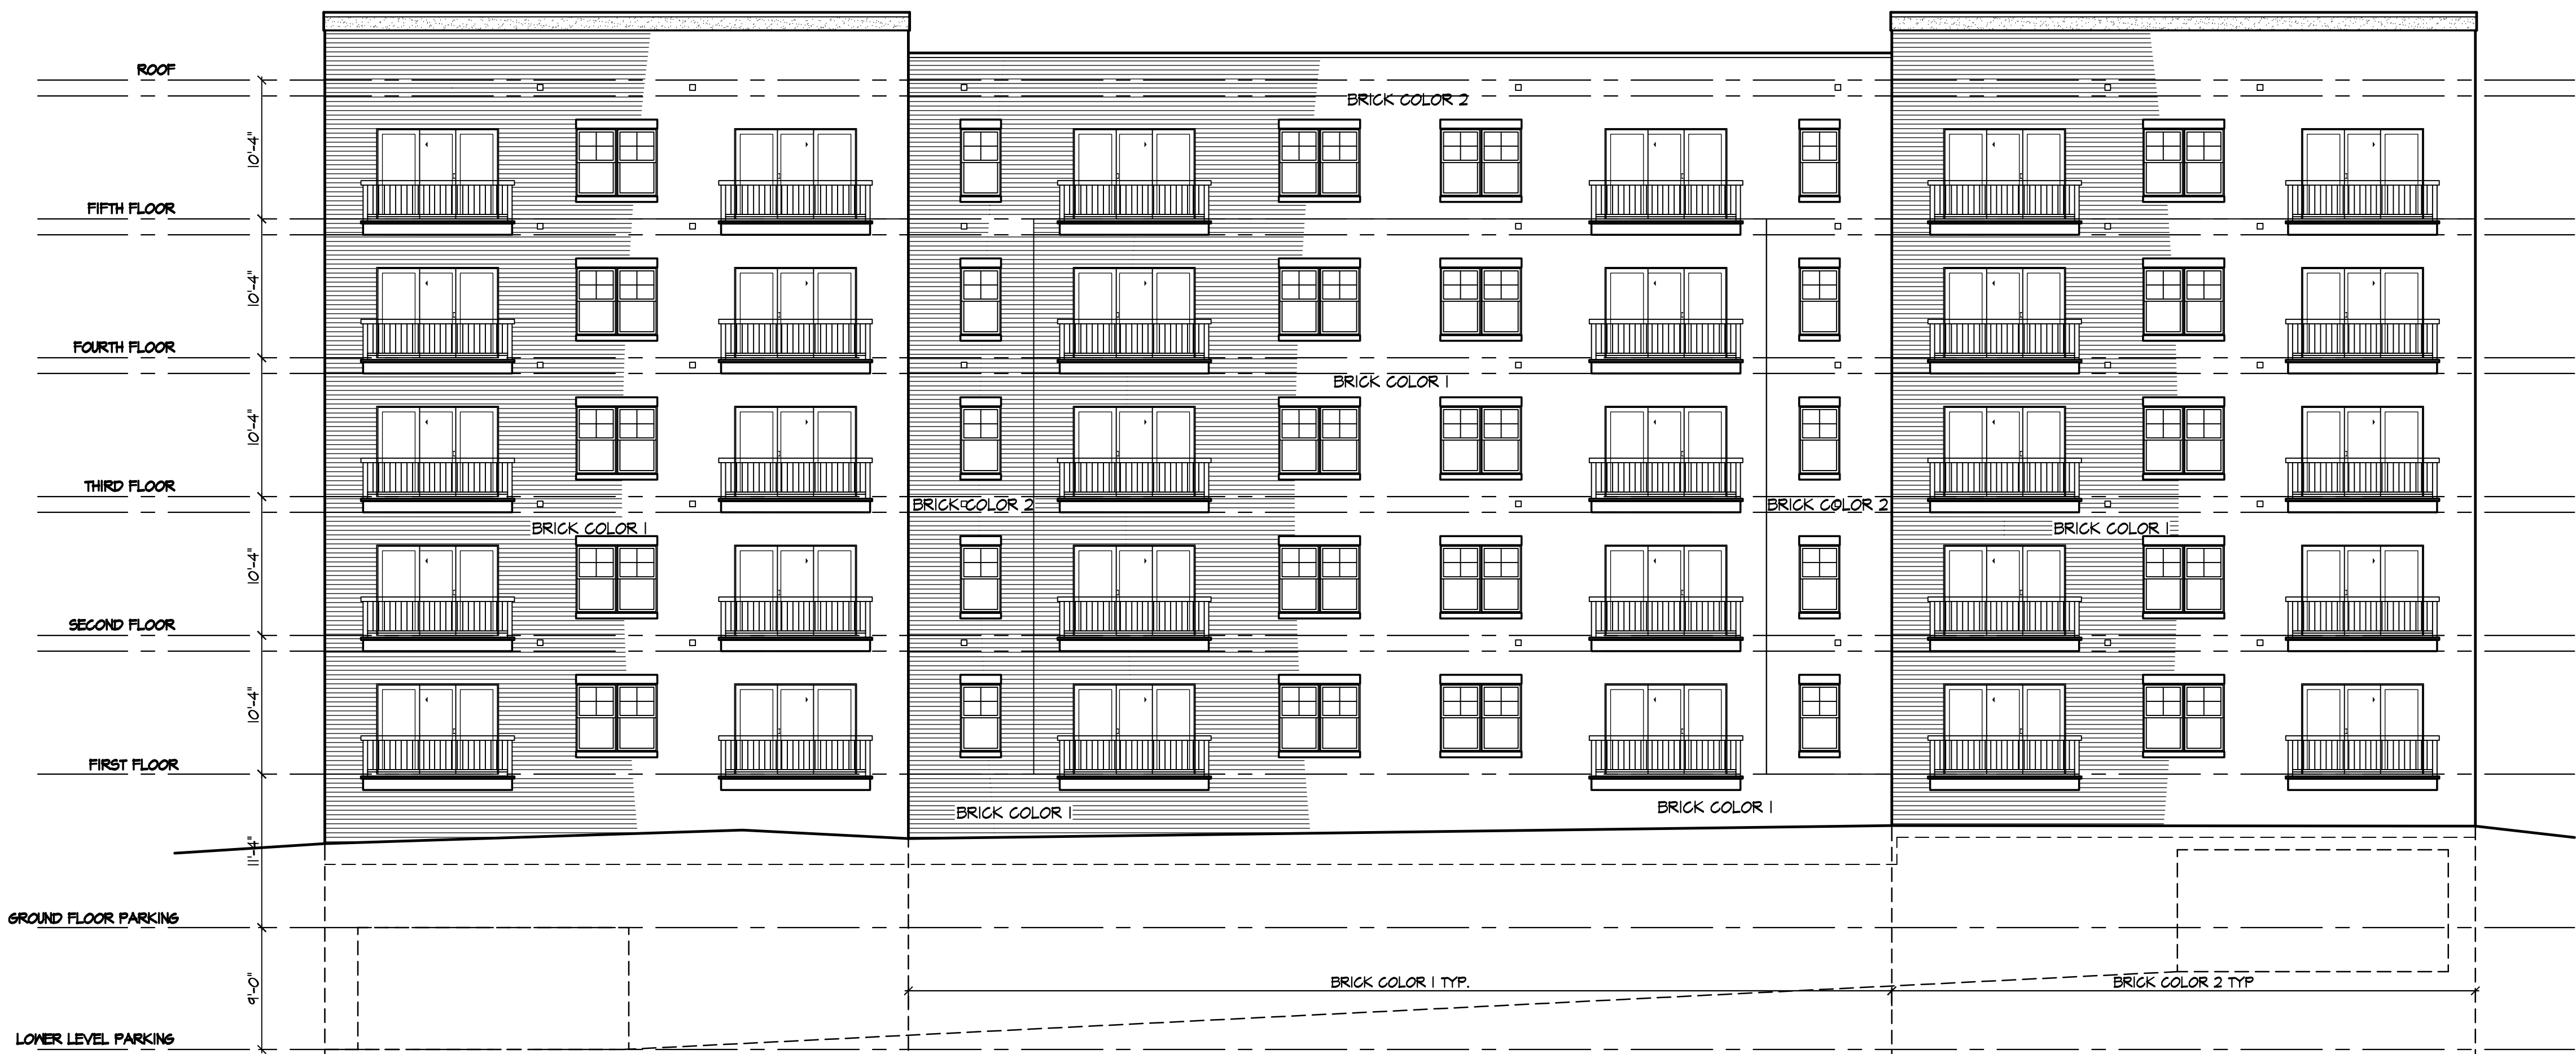 ROOF
BRICK COLOR 2
10'-4"
FIFTH FLOOR
10'-4"
FOURTH FLOOR
BRICK COLOR 1
10'-4"
THIRD FLOOR
BRICK COLOR 2
BRICK COLOR 2
BRICK COLOR 1
BRICK COLOR 1
10'-4"
SECOND FLOOR
10'-4"
FIRST FLOOR
BRICK COLOR 1
BRICK COLOR 1
11'-4"
GROUND FLOOR PARKING
9'-0"
BRICK COLOR 1 TYP.
BRICK COLOR 2 TYP
LOWER LEVEL PARKING